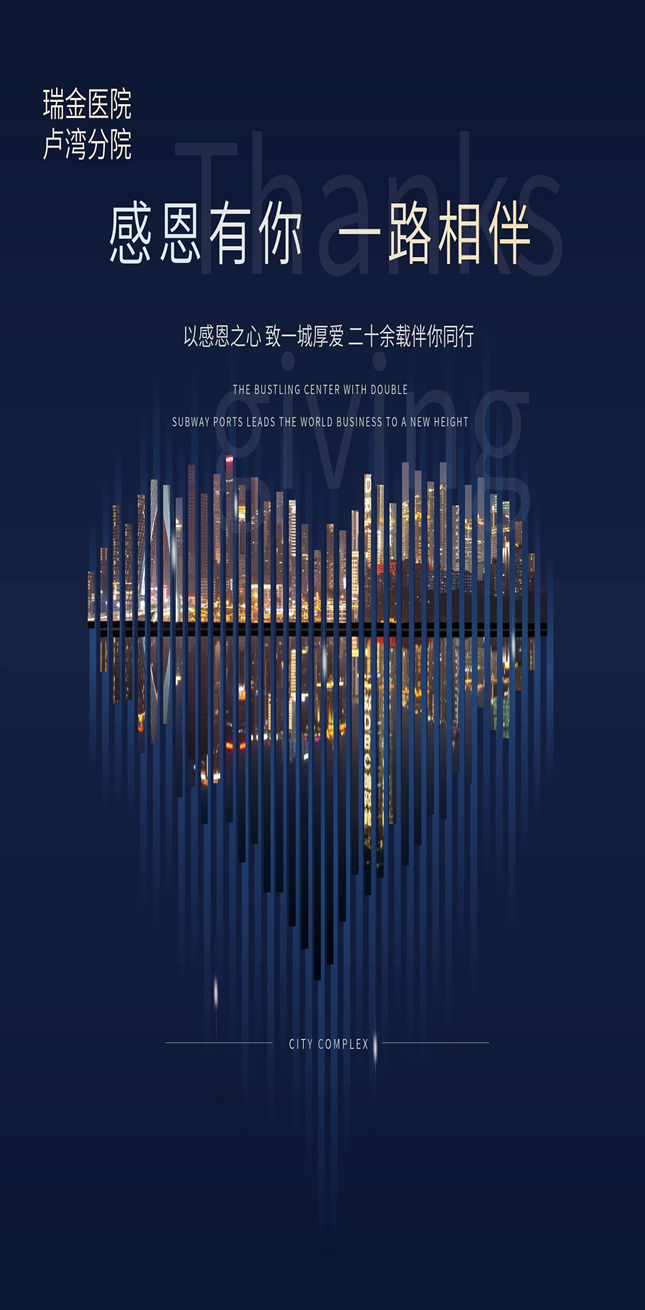 瑞金医院
卢湾分院
Thanks
感恩有你 一路相伴
以感恩之心 致一城厚爱 二十余载伴你同行
giving
THE BUSTLING CENTER WITH DOUBLE
SUBWAY PORTS LEADS THE WORLD BUSINESS TO A NEW HEIGHT
CITY COMPLEX